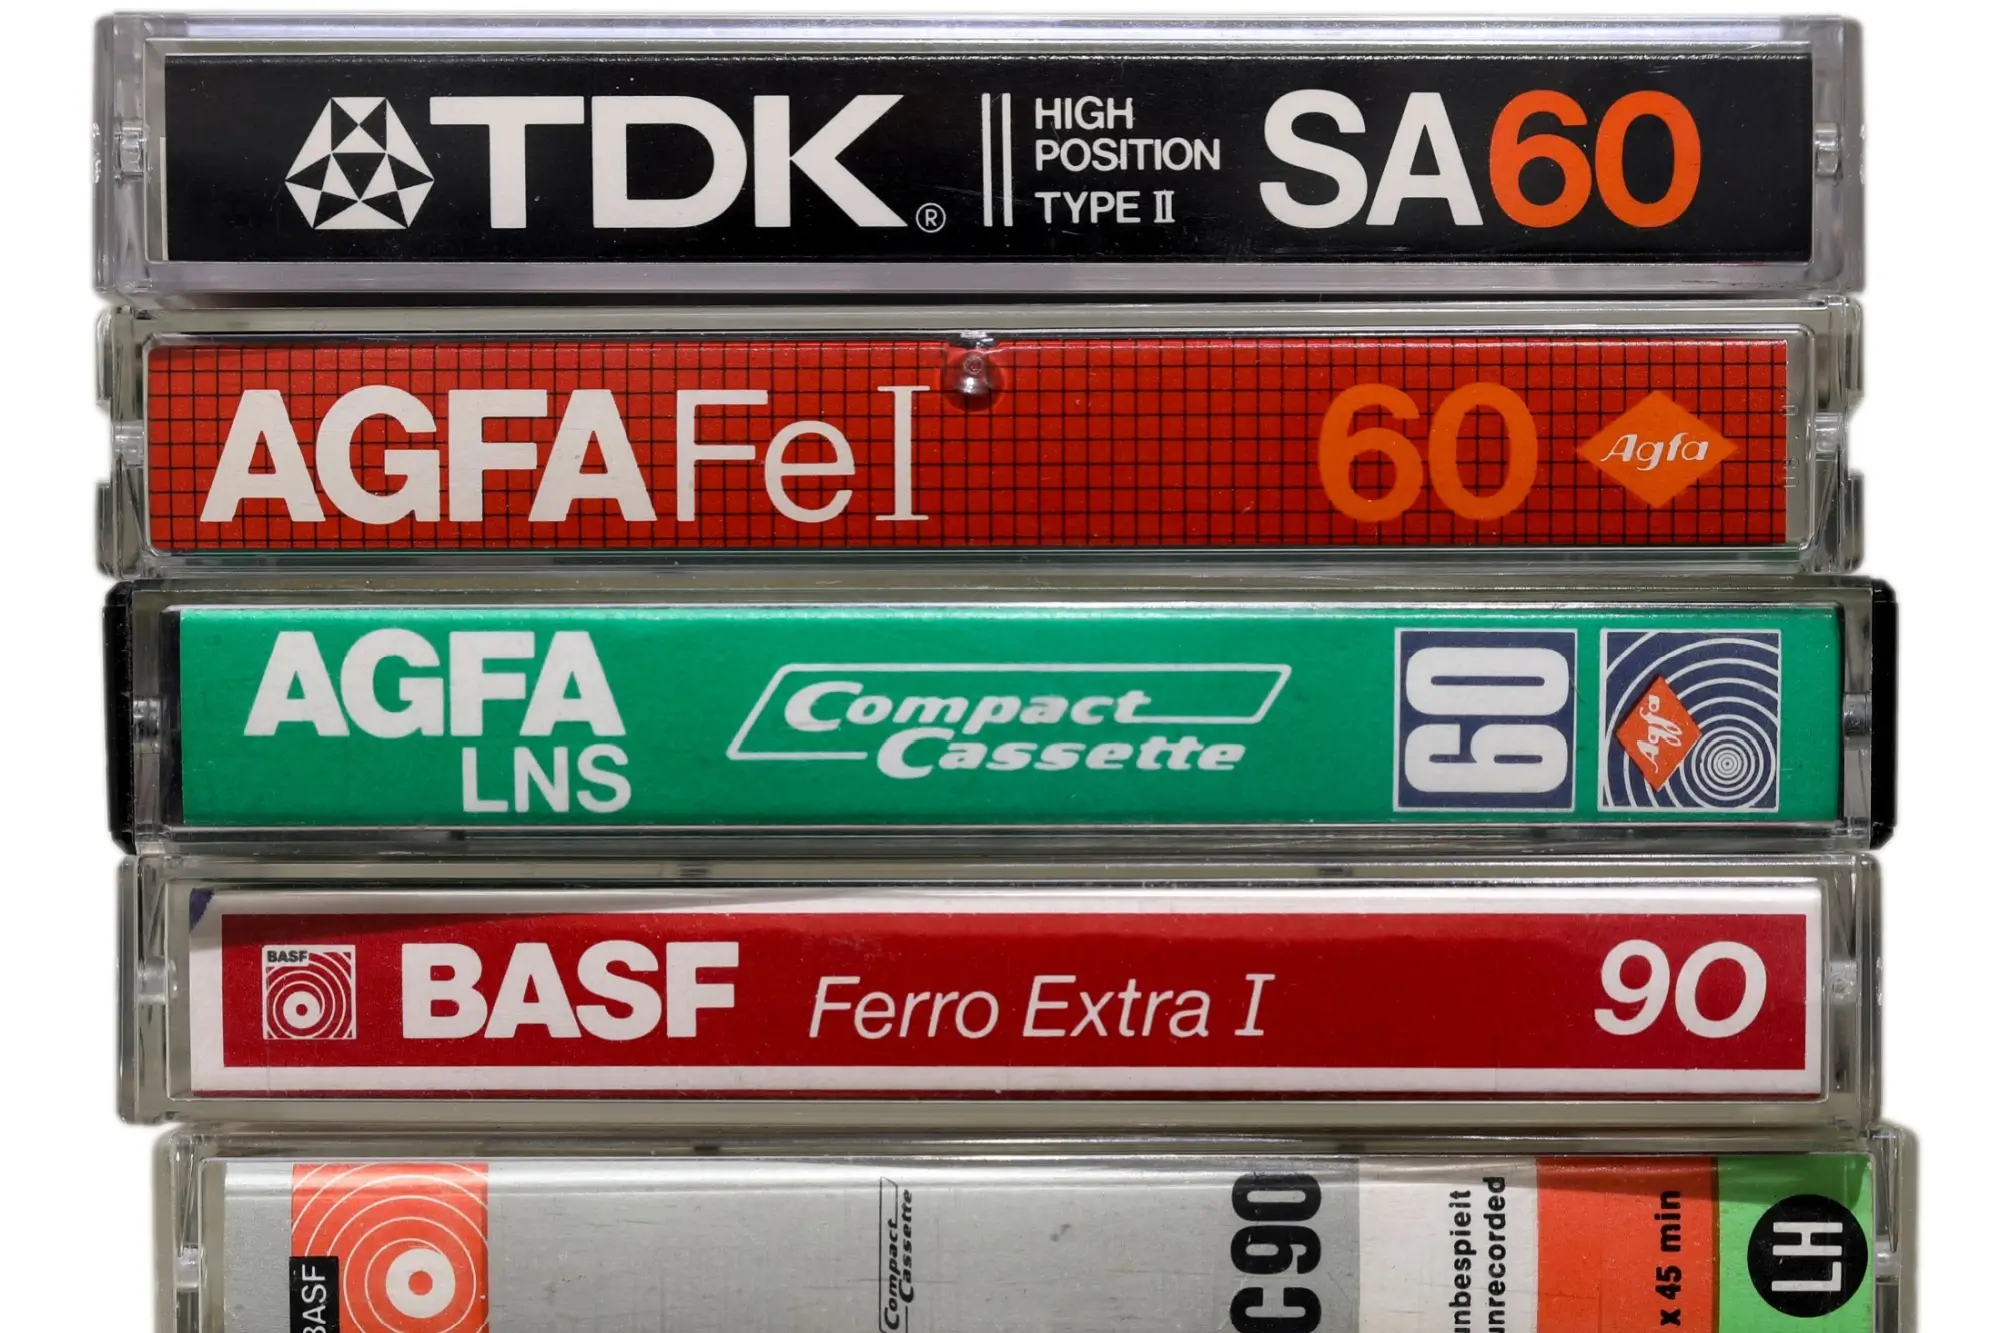 TDK® HIGH POSITION TYPE II SA60
AGFA FeI 60 Agfa
AGFA LNS Compact Cassette 60 Agfa
BASF BASF Ferro Extra I 90
BASF Compact Cassette C90 unbespielt unrecorded x 45 min LH